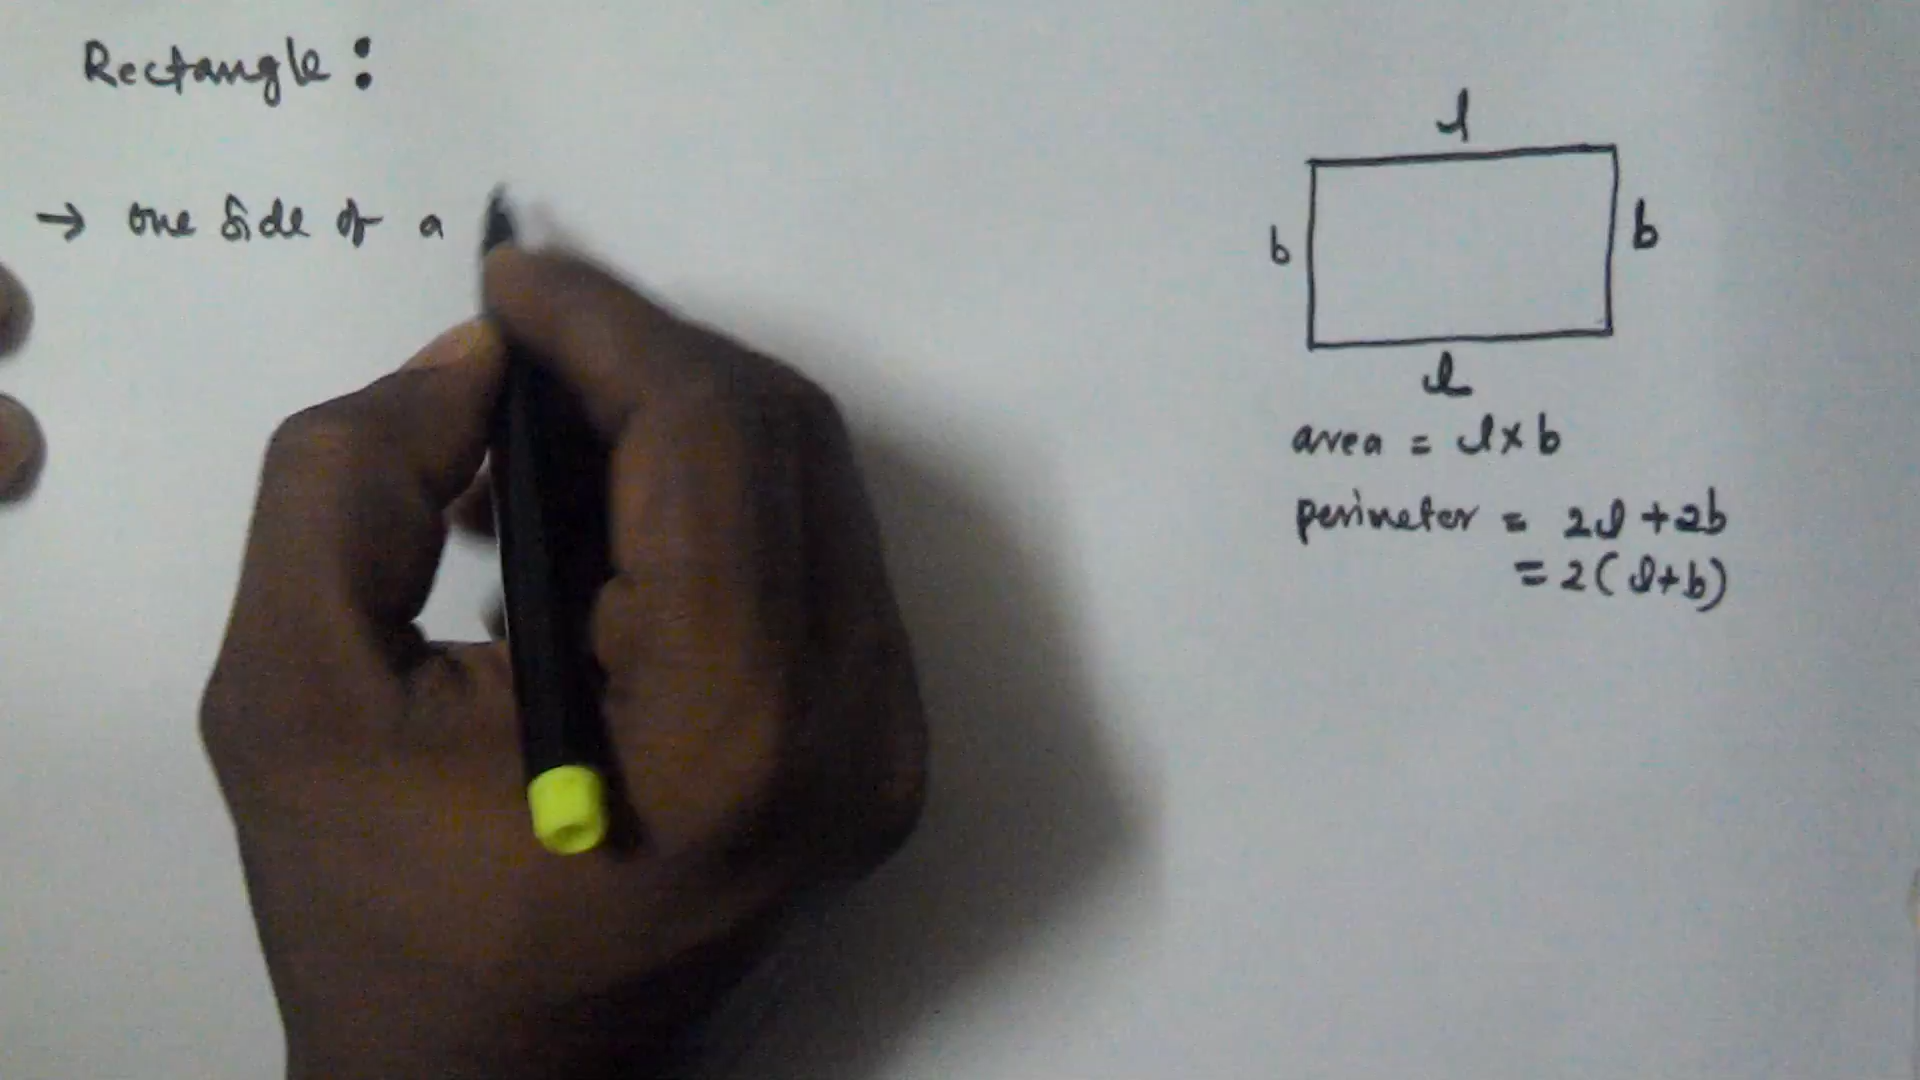 Rectangle :
→ one side of a
l
b
b
l
area = l × b
perimeter = 2l + 2b
= 2 ( l + b )